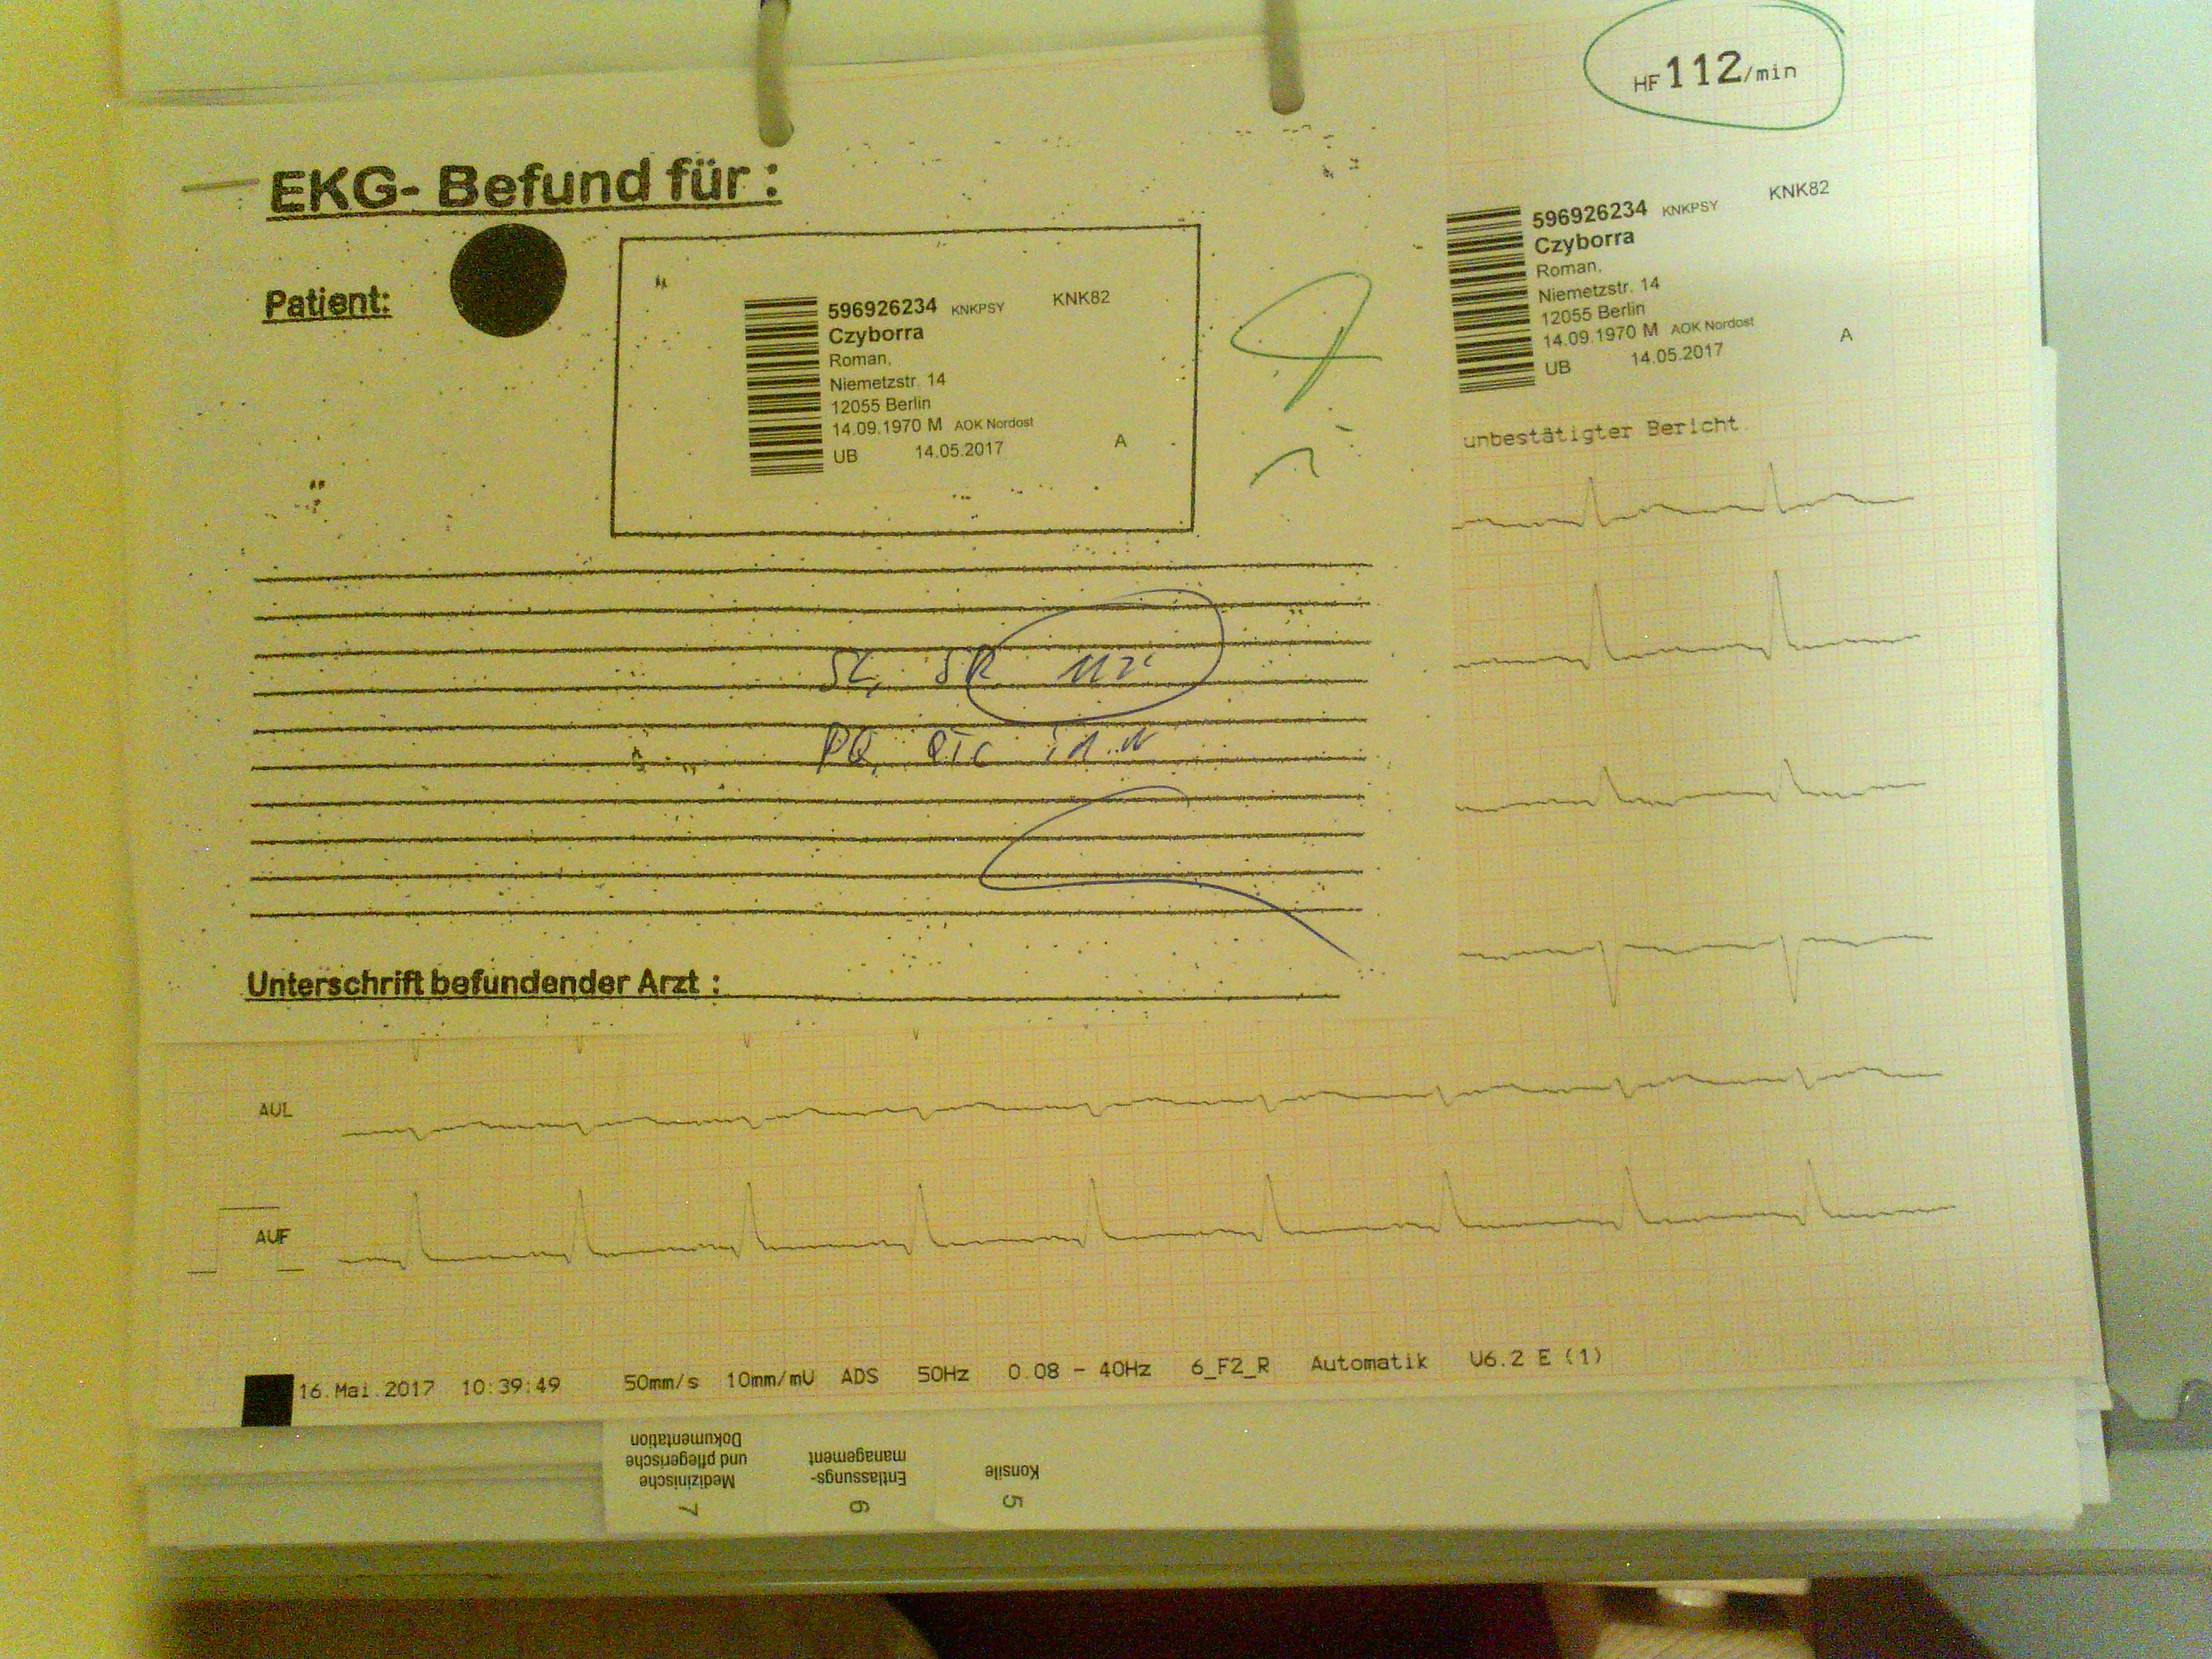 HF 112/min
EKG- Befund für :
Patient:
596926234 KNKPSY KNK82
Czyborra
Roman,
Niemetzstr. 14
12055 Berlin
14.09.1970 M AOK Nordost
UB 14.05.2017 A
596926234 KNKPSY KNK82
Czyborra
Roman,
Niemetzstr. 14
12055 Berlin
14.09.1970 M AOK Nordost
UB 14.05.2017 A
unbestätigter Bericht
SR 112
PQ, QTc
Unterschrift befundender Arzt :
AVL
AVF
16.Mai.2017 10:39:49 50mm/s 10mm/mV ADS 50Hz 0.08 - 40Hz 6_F2_R Automatik V6.2 E (1)
7
Medizinische
und pflegerische
Dokumentation
6
Entlassungs-
management
5
Konsile